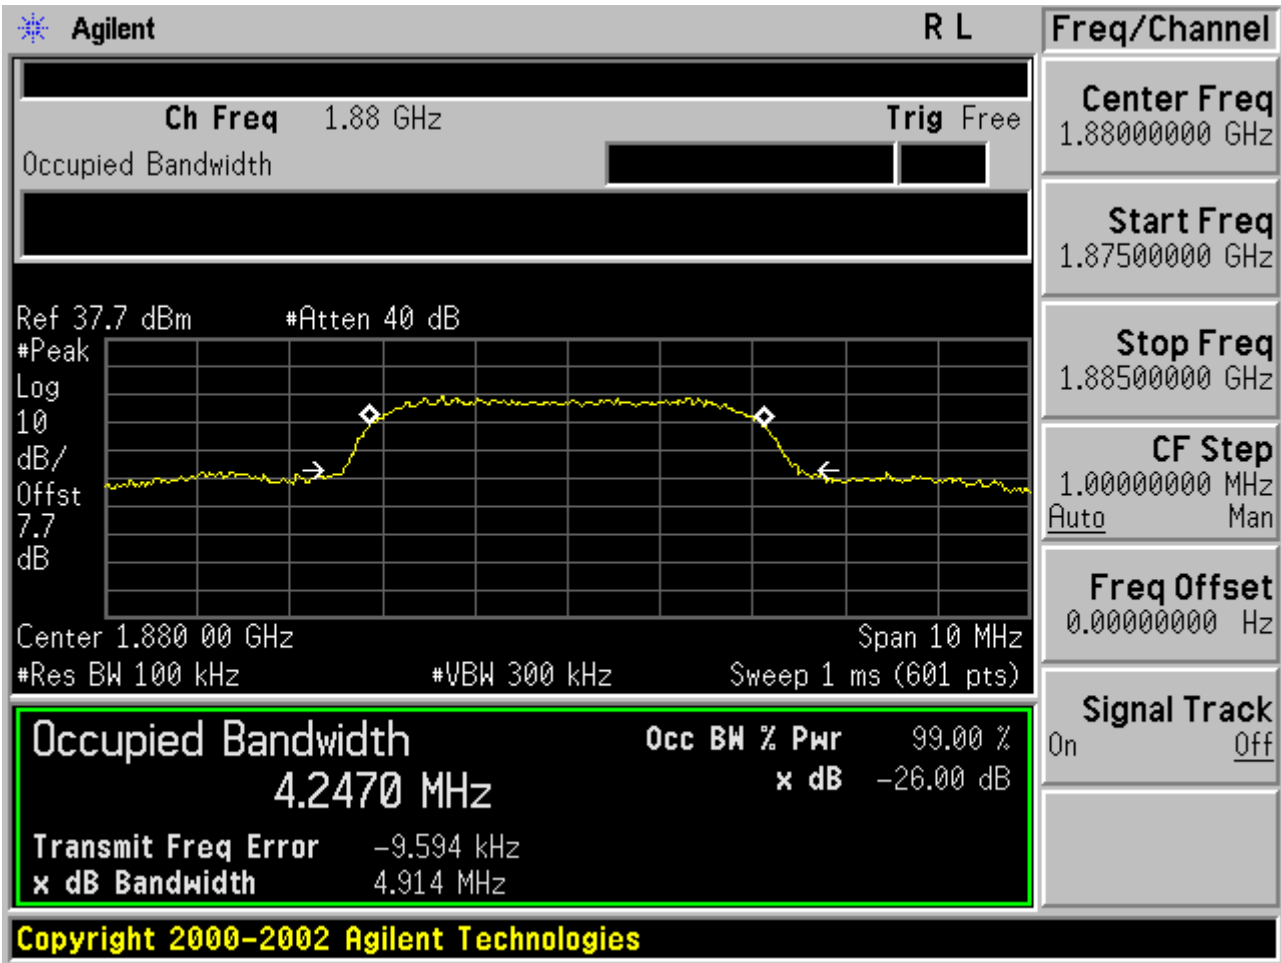 Agilent R L Freq/Channel
Ch Freq 1.88 GHz Trig Free
Occupied Bandwidth
Center Freq
1.88000000 GHz
Start Freq
1.87500000 GHz
Stop Freq
1.88500000 GHz
CF Step
1.00000000 MHz
Auto Man
Freq Offset
0.00000000 Hz
Signal Track
On Off
Ref 37.7 dBm #Atten 40 dB
#Peak
Log
10
dB/
Offst
7.7
dB
Center 1.880 00 GHz Span 10 MHz
#Res BW 100 kHz #VBW 300 kHz Sweep 1 ms (601 pts)
Occupied Bandwidth Occ BW % Pwr 99.00 %
4.2470 MHz x dB -26.00 dB
Transmit Freq Error -9.594 kHz
x dB Bandwidth 4.914 MHz
Copyright 2000-2002 Agilent Technologies